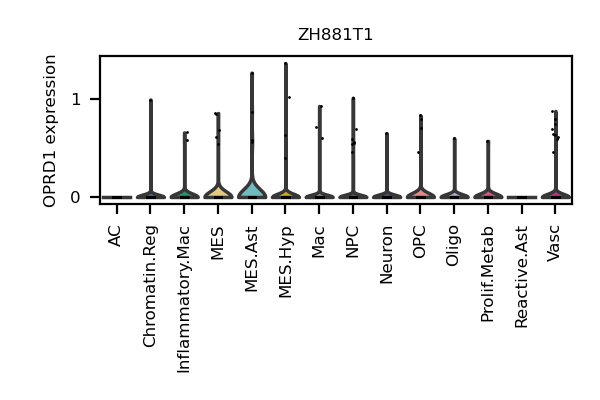 ZH881T1
OPRD1 expression
1
0
AC
Chromatin.Reg
Inflammatory.Mac
MES
MES.Ast
MES.Hyp
Mac
NPC
Neuron
OPC
Oligo
Prolif.Metab
Reactive.Ast
Vasc